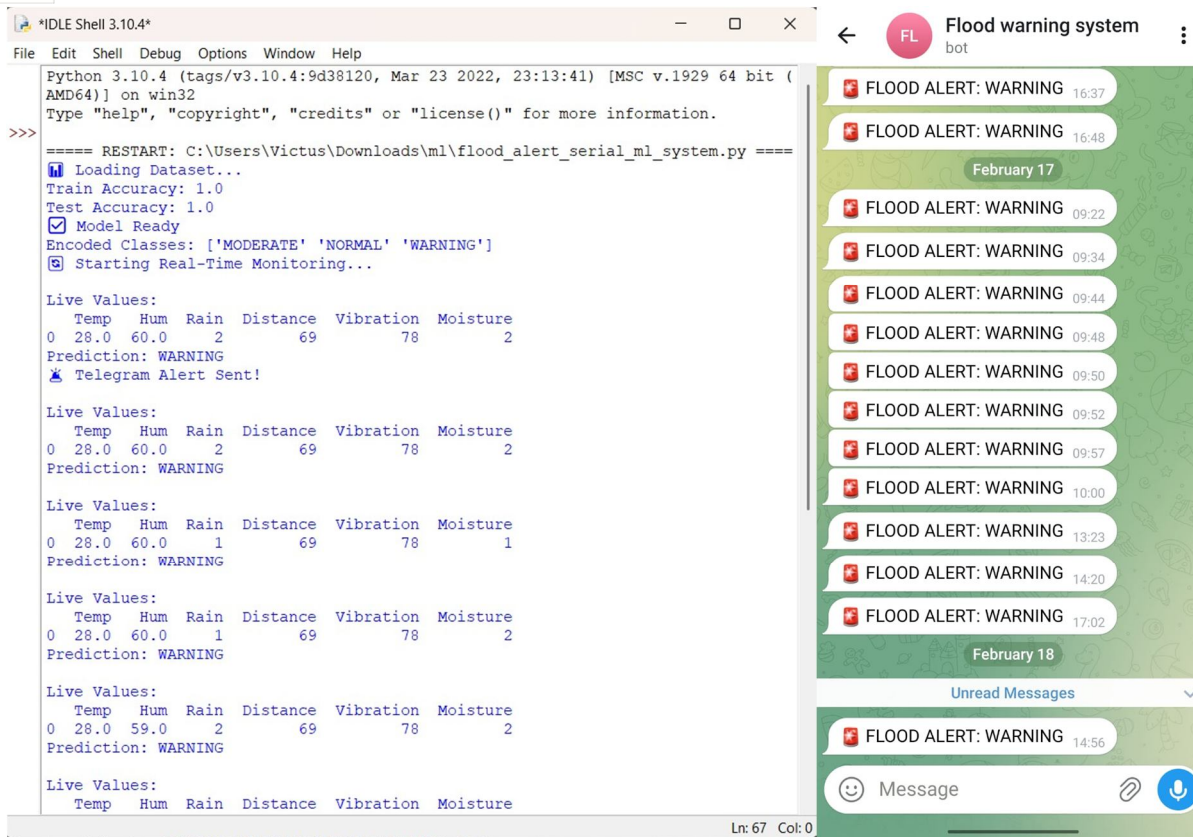 *IDLE Shell 3.10.4*
File Edit Shell Debug Options Window Help
Python 3.10.4 (tags/v3.10.4:9d38120, Mar 23 2022, 23:13:41) [MSC v.1929 64 bit (
AMD64)] on win32
Type "help", "copyright", "credits" or "license()" for more information.
>>>
===== RESTART: C:\Users\Victus\Downloads\ml\flood_alert_serial_ml_system.py ====
📊 Loading Dataset...
Train Accuracy: 1.0
Test Accuracy: 1.0
☑ Model Ready
Encoded Classes: ['MODERATE' 'NORMAL' 'WARNING']
🔄 Starting Real-Time Monitoring...
Live Values:
Temp Hum Rain Distance Vibration Moisture
0 28.0 60.0 2 69 78 2
Prediction: WARNING
🚨 Telegram Alert Sent!
Live Values:
Temp Hum Rain Distance Vibration Moisture
0 28.0 60.0 2 69 78 2
Prediction: WARNING
Live Values:
Temp Hum Rain Distance Vibration Moisture
0 28.0 60.0 1 69 78 1
Prediction: WARNING
Live Values:
Temp Hum Rain Distance Vibration Moisture
0 28.0 60.0 1 69 78 2
Prediction: WARNING
Live Values:
Temp Hum Rain Distance Vibration Moisture
0 28.0 59.0 2 69 78 2
Prediction: WARNING
Live Values:
Temp Hum Rain Distance Vibration Moisture
Ln: 67 Col: 0
FL
Flood warning system
bot
🚨 FLOOD ALERT: WARNING 16:37
🚨 FLOOD ALERT: WARNING 16:48
February 17
🚨 FLOOD ALERT: WARNING 09:22
🚨 FLOOD ALERT: WARNING 09:34
🚨 FLOOD ALERT: WARNING 09:44
🚨 FLOOD ALERT: WARNING 09:48
🚨 FLOOD ALERT: WARNING 09:50
🚨 FLOOD ALERT: WARNING 09:52
🚨 FLOOD ALERT: WARNING 09:57
🚨 FLOOD ALERT: WARNING 10:00
🚨 FLOOD ALERT: WARNING 13:23
🚨 FLOOD ALERT: WARNING 14:20
🚨 FLOOD ALERT: WARNING 17:02
February 18
Unread Messages
🚨 FLOOD ALERT: WARNING 14:56
Message